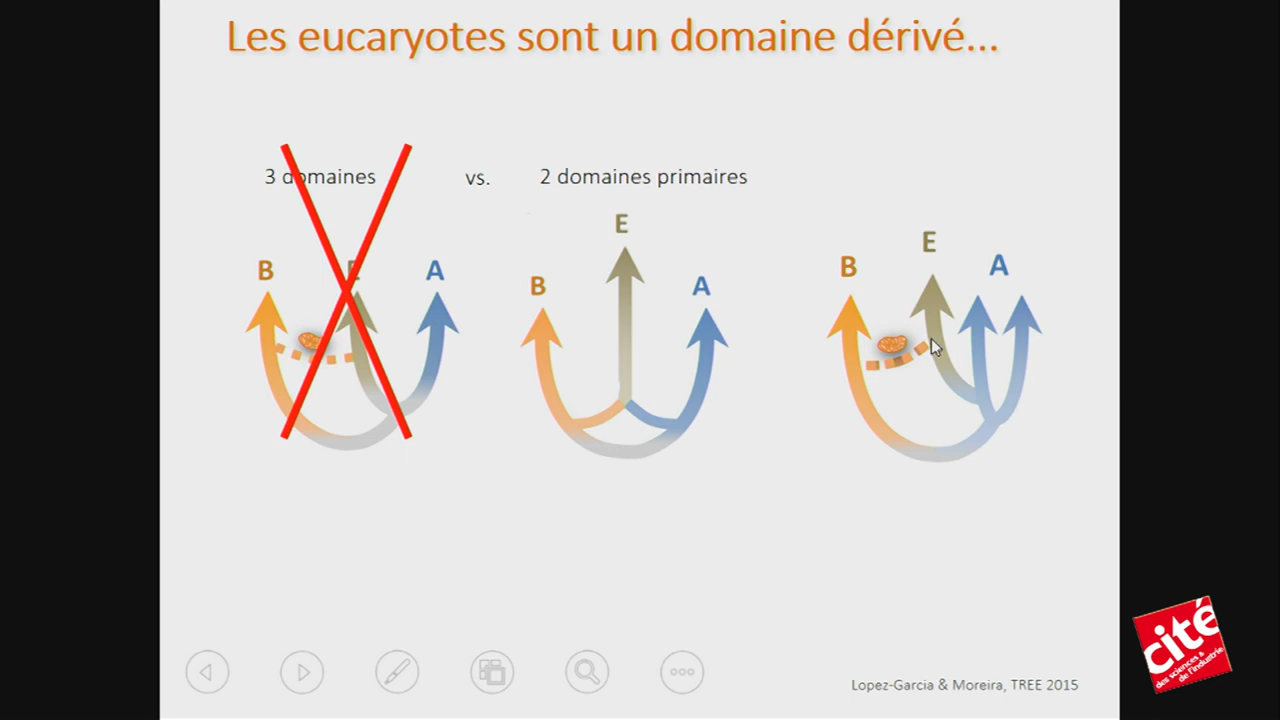 Les eucaryotes sont un domaine dérivé...
3 domaines vs. 2 domaines primaires
B E A
B E A
B E A
Lopez-Garcia & Moreira, TREE 2015
cité
des sciences &
de l'industrie